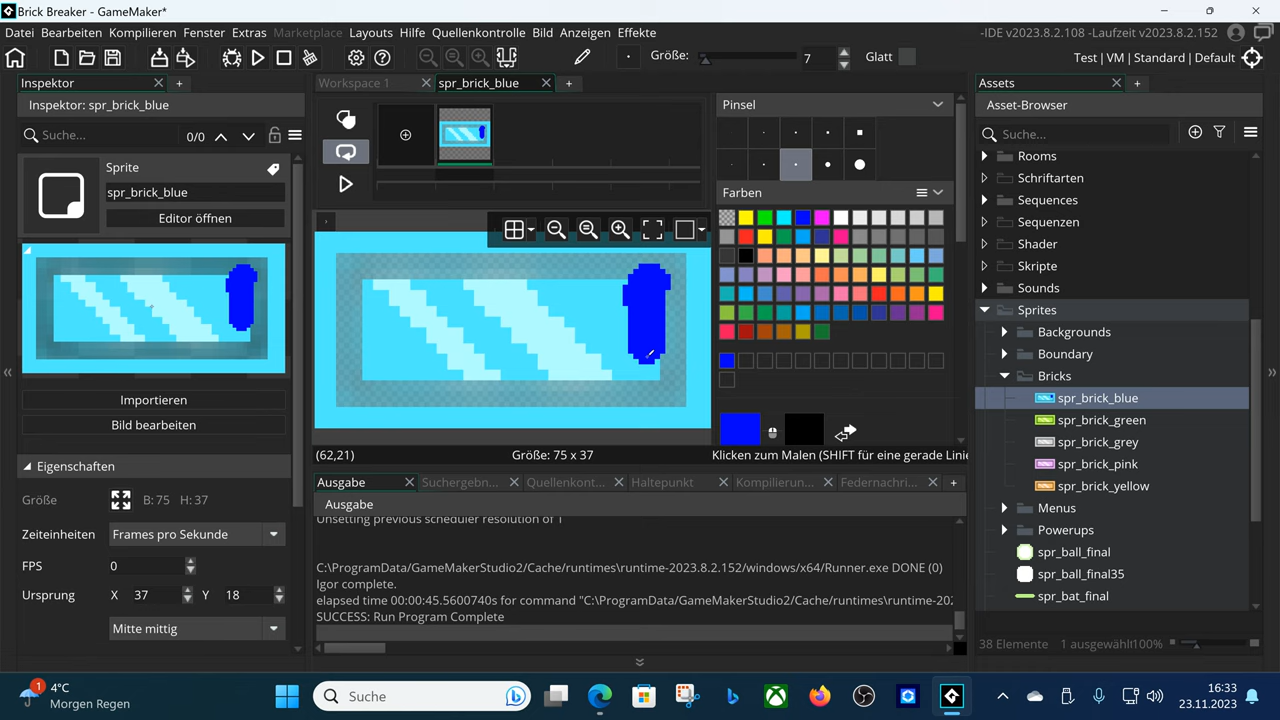 Brick Breaker - GameMaker*
Datei Bearbeiten Kompilieren Fenster Extras Marketplace Layouts Hilfe Quellenkontrolle Bild Anzeigen Effekte
-IDE v2023.8.2.108 -Laufzeit v2023.8.2.152
Größe: 7 Glatt
Test | VM | Standard | Default
Inspektor
Workspace 1 spr_brick_blue
Assets
Inspektor: spr_brick_blue
Pinsel
Asset-Browser
Suche... 0/0
Suche...
Sprite
spr_brick_blue
Editor öffnen
Farben
Rooms
Schriftarten
Sequences
Sequenzen
Shader
Skripte
Sounds
Sprites
Backgrounds
Boundary
Bricks
spr_brick_blue
spr_brick_green
spr_brick_grey
spr_brick_pink
spr_brick_yellow
Menus
Powerups
spr_ball_final
spr_ball_final35
spr_bat_final
38 Elemente 1 ausgewählt 100%
Importieren
Bild bearbeiten
Eigenschaften
Größe B: 75 H: 37
Zeiteinheiten Frames pro Sekunde
FPS 0
Ursprung X 37 Y 18
Mitte mittig
(62,21) Größe: 75 x 37 Klicken zum Malen (SHIFT für eine gerade Linie
Ausgabe Suchergebn... Quellenkont... Haltepunkt Kompilierun... Federnachri...
Ausgabe
Unsetting previous scheduler resolution of 1
C:\ProgramData/GameMakerStudio2/Cache/runtimes\runtime-2023.8.2.152/windows/x64/Runner.exe DONE (0)
Igor complete.
elapsed time 00:00:45.5600740s for command "C:\ProgramData/GameMakerStudio2/Cache/runtimes\runtime-202
SUCCESS: Run Program Complete
1
4°C
Morgen Regen
Suche
16:33
23.11.2023